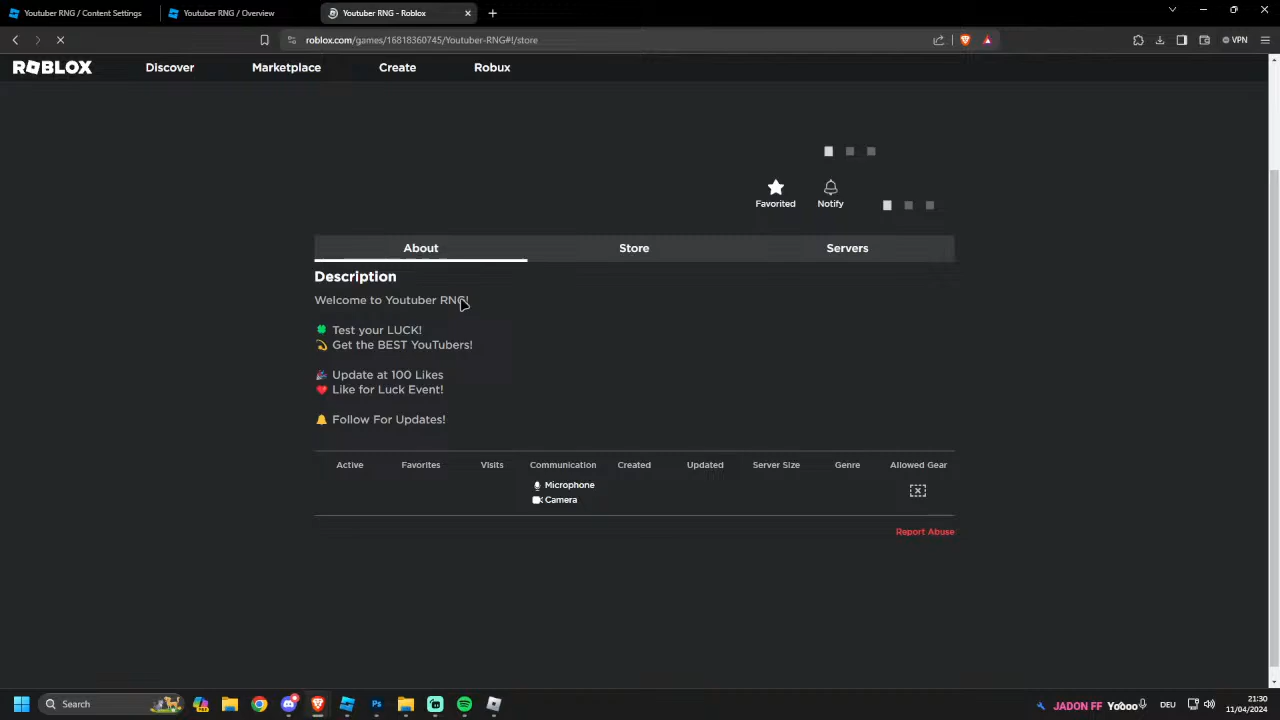 Youtuber RNG / Content Settings
Youtuber RNG / Overview
Youtuber RNG - Roblox
roblox.com/games/16818360745/Youtuber-RNG#!/store
VPN
ROBLOX
Discover
Marketplace
Create
Robux
Favorited
Notify
About
Store
Servers
Description
Welcome to Youtuber RNG!
🍀 Test your LUCK!
💫 Get the BEST YouTubers!
🎉 Update at 100 Likes
❤️ Like for Luck Event!
🔔 Follow For Updates!
Active Favorites Visits Communication Created Updated Server Size Genre Allowed Gear
Microphone
Camera
Report Abuse
Search
DEU
21:30
11/04/2024
JADON FF